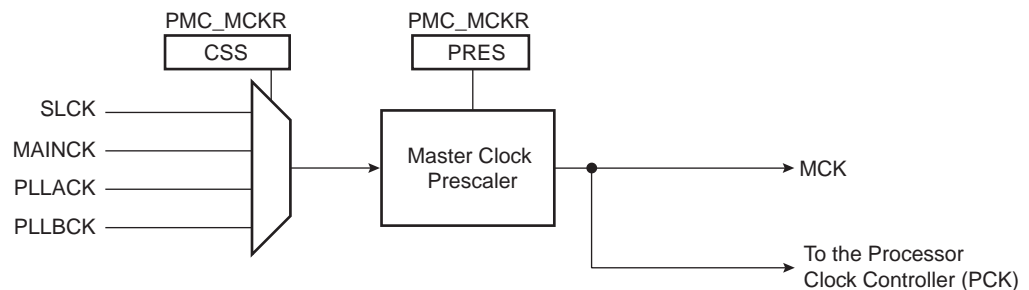 PMC_MCKR
PMC_MCKR
CSS
PRES
SLCK
MAINCK
PLLACK
PLLBCK
Master Clock
Prescaler
MCK
To the Processor
Clock Controller (PCK)